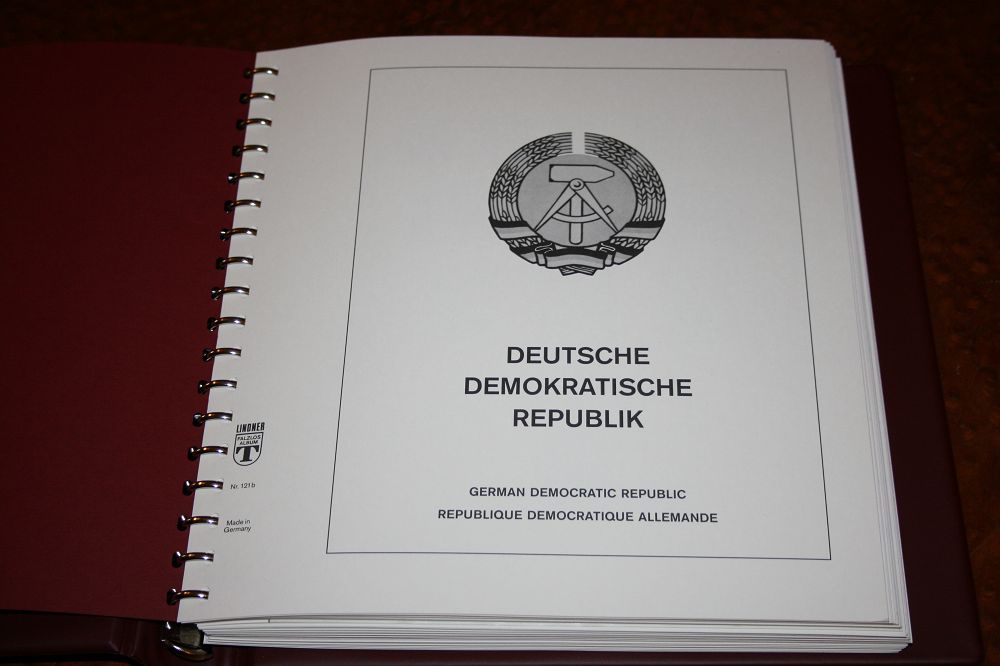 DEUTSCHE
DEMOKRATISCHE
REPUBLIK
GERMAN DEMOCRATIC REPUBLIC
REPUBLIQUE DEMOCRATIQUE ALLEMANDE
LINDNER
FALZLOS
ALBUM
T
Nr. 121b
Made in
Germany